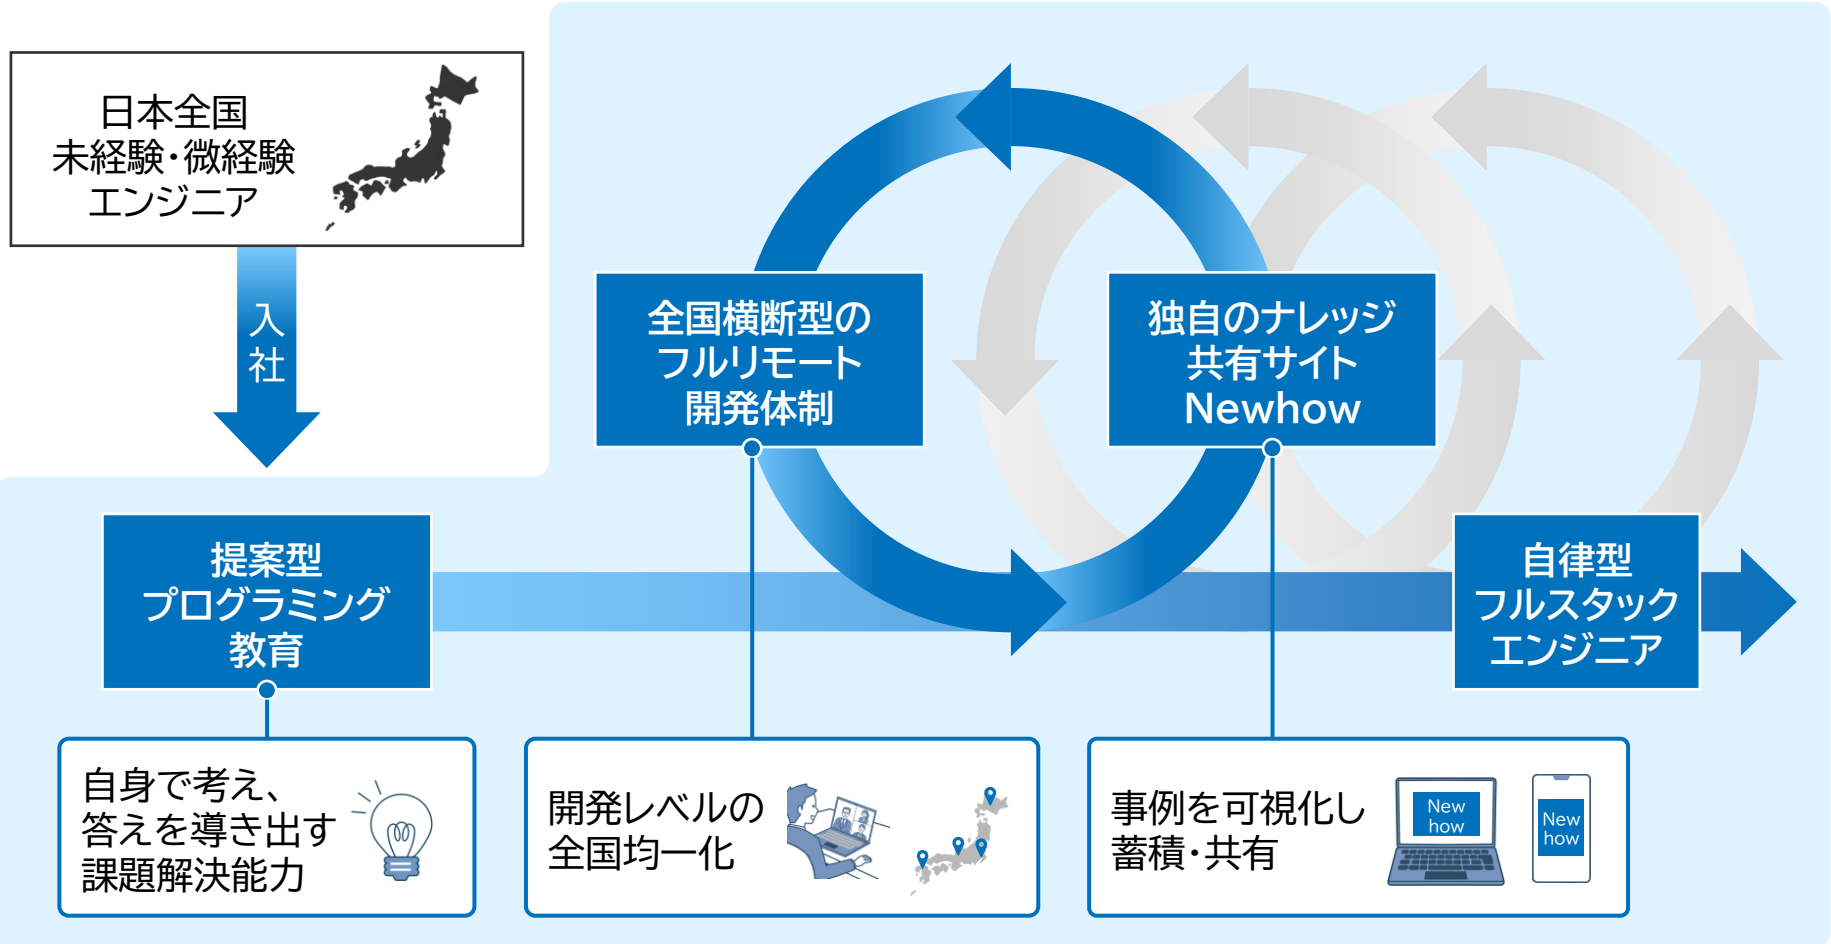 日本全国
未経験・微経験
エンジニア
入
社
全国横断型の
フルリモート
開発体制
独自のナレッジ
共有サイト
Newhow
提案型
プログラミング
教育
自律型
フルスタック
エンジニア
自身で考え、
答えを導き出す
課題解決能力
開発レベルの
全国均一化
事例を可視化し
蓄積・共有
New
how
New
how